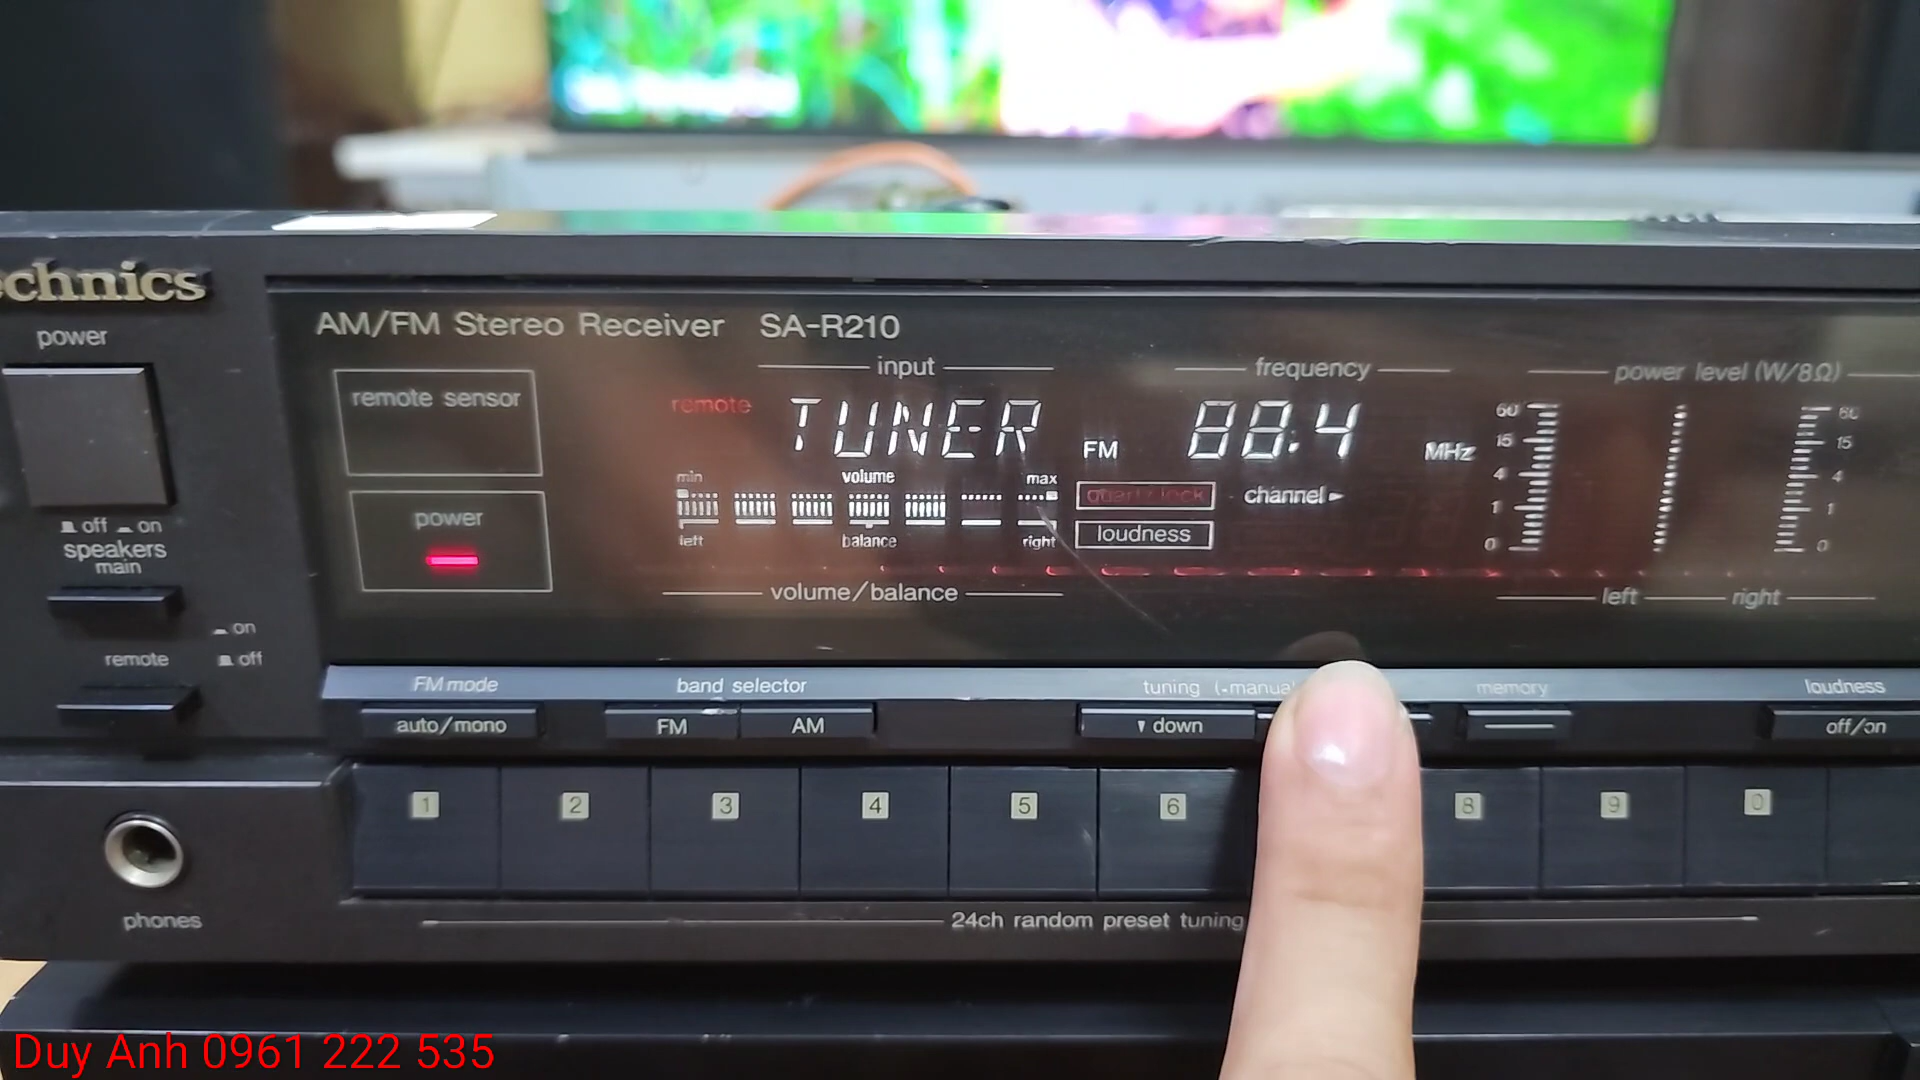 echnics
AM/FM Stereo Receiver SA-R210
power
input
frequency
power level (W/8Ω)
remote sensor
remote
TUNER
FM
88.4
MHz
60
15
4
1
0
60
15
4
1
0
min
volume
max
quartz lock
channel
left
balance
right
loudness
power
off on
speakers
main
volume/balance
left
right
on
remote
off
FM mode
band selector
tuning (-manual
memory
loudness
auto/mono
FM
AM
down
off/on
1
2
3
4
5
6
8
9
0
phones
24ch random preset tuning
Duy Anh 0961 222 535